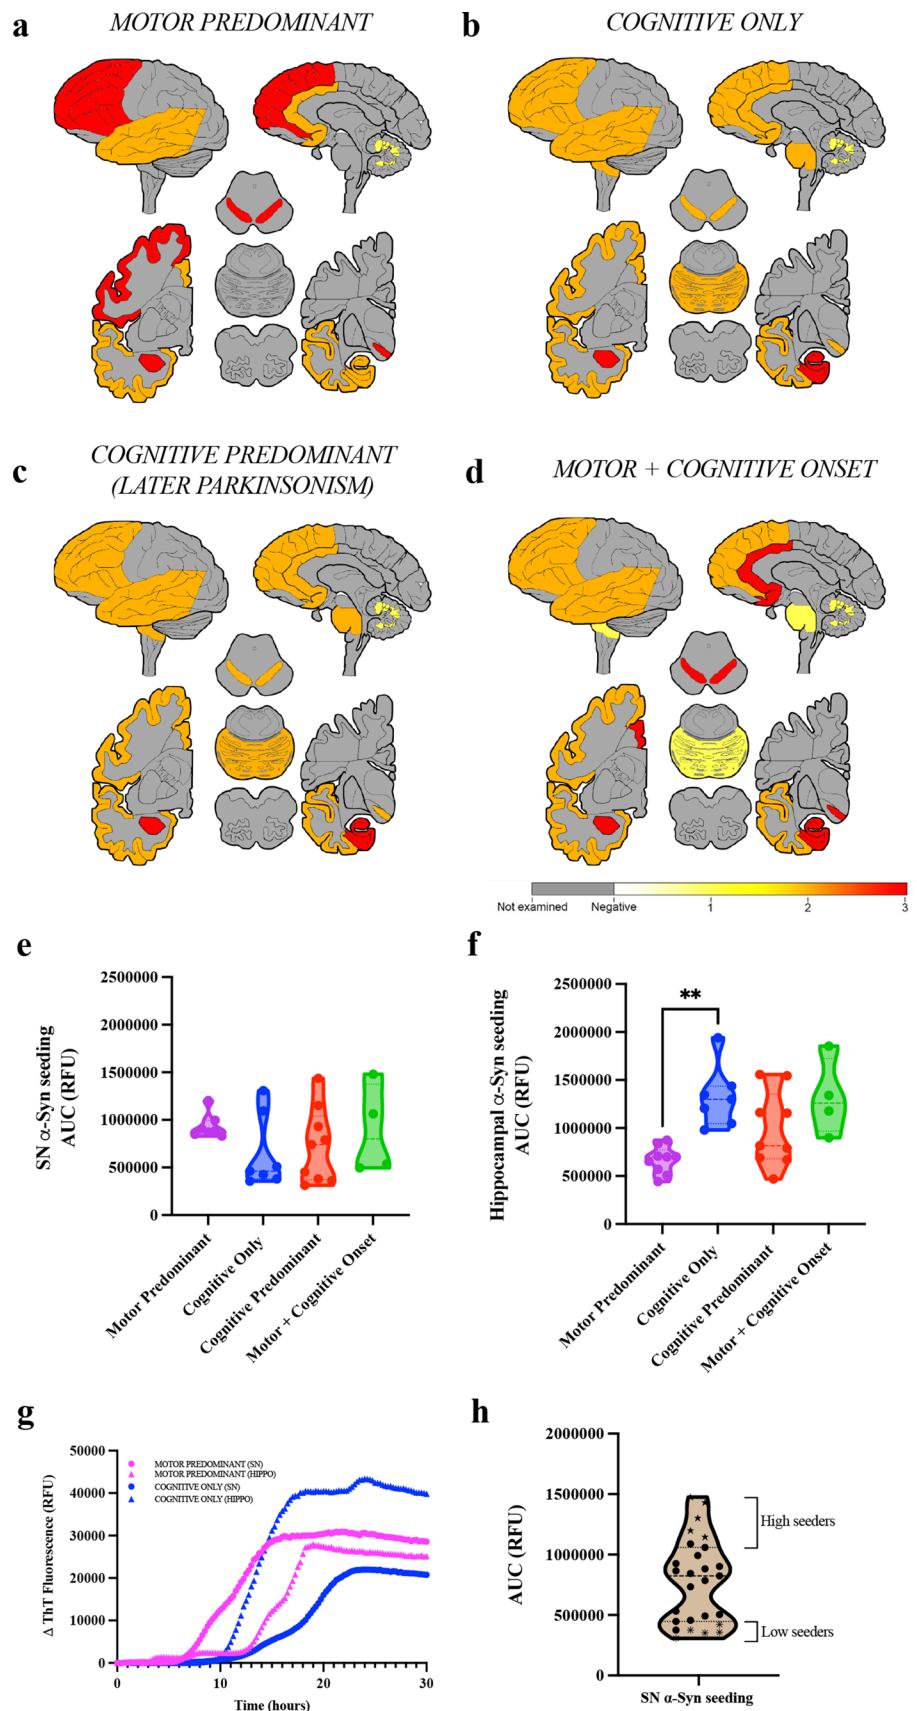 a
MOTOR PREDOMINANT
b
COGNITIVE ONLY
c
COGNITIVE PREDOMINANT
(LATER PARKINSONISM)
d
MOTOR + COGNITIVE ONSET
Not examined
Negative
1
2
3
e
SN α-Syn seeding
AUC (RFU)
2500000
2000000
1500000
1000000
500000
0
Motor Predominant
Cognitive Only
Cognitive Predominant
Motor + Cognitive Onset
f
Hippocampal α-Syn seeding
AUC (RFU)
2500000
2000000
1500000
1000000
500000
0
**
Motor Predominant
Cognitive Only
Cognitive Predominant
Motor + Cognitive Onset
g
Δ ThT Fluorescence (RFU)
50000
40000
30000
20000
10000
0
MOTOR PREDOMINANT (SN)
MOTOR PREDOMINANT (HIPPO)
COGNITIVE ONLY (SN)
COGNITIVE ONLY (HIPPO)
0
10
20
30
Time (hours)
h
AUC (RFU)
2000000
1500000
1000000
500000
0
High seeders
Low seeders
SN α-Syn seeding